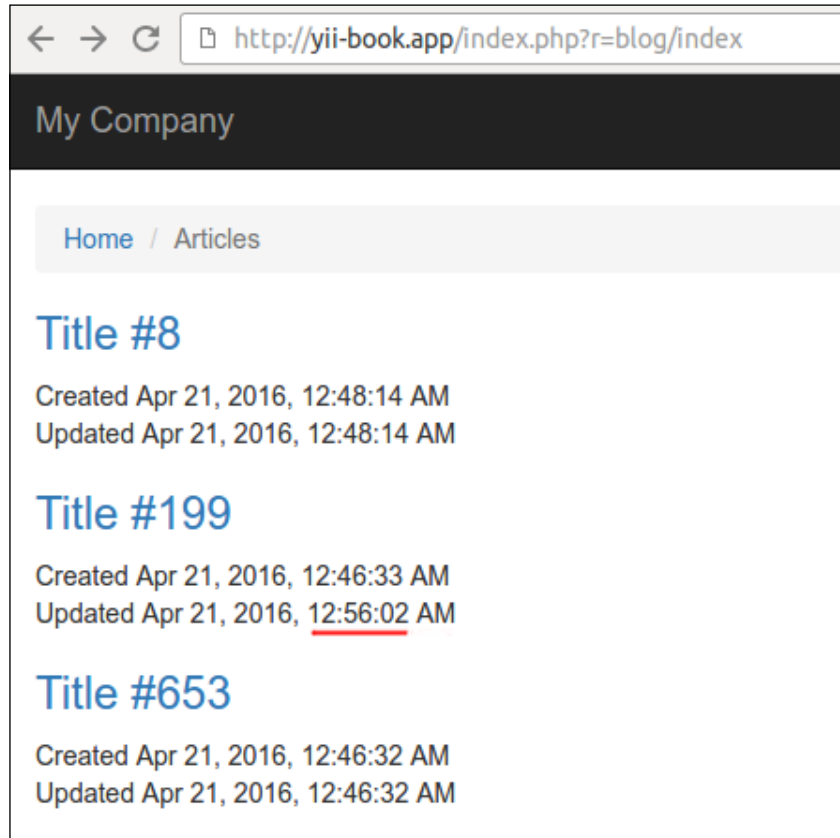 http://yii-book.app/index.php?r=blog/index
My Company
Home / Articles
Title #8
Created Apr 21, 2016, 12:48:14 AM
Updated Apr 21, 2016, 12:48:14 AM
Title #199
Created Apr 21, 2016, 12:46:33 AM
Updated Apr 21, 2016, 12:56:02 AM
Title #653
Created Apr 21, 2016, 12:46:32 AM
Updated Apr 21, 2016, 12:46:32 AM